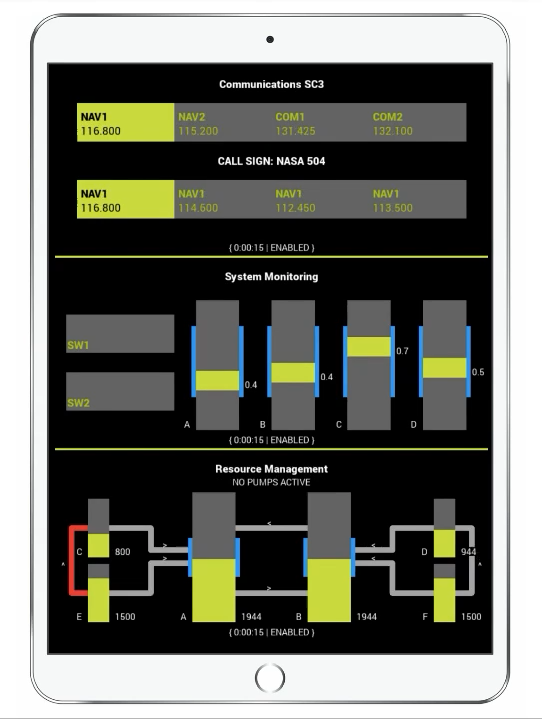 Communications SC3
NAV1 NAV2 COM1 COM2
116.800 115.200 131.425 132.100
CALL SIGN: NASA 504
NAV1 NAV1 NAV1 NAV1
116.800 114.600 112.450 113.500
{ 0:00:15 | ENABLED }
System Monitoring
SW1
SW2
0.4 0.4 0.7 0.5
A B C D
{ 0:00:15 | ENABLED }
Resource Management
NO PUMPS ACTIVE
<
> <
C 800 D 944
> <
^ ^
>
E 1500 A 1944 B 1944 F 1500
{ 0:00:15 | ENABLED }